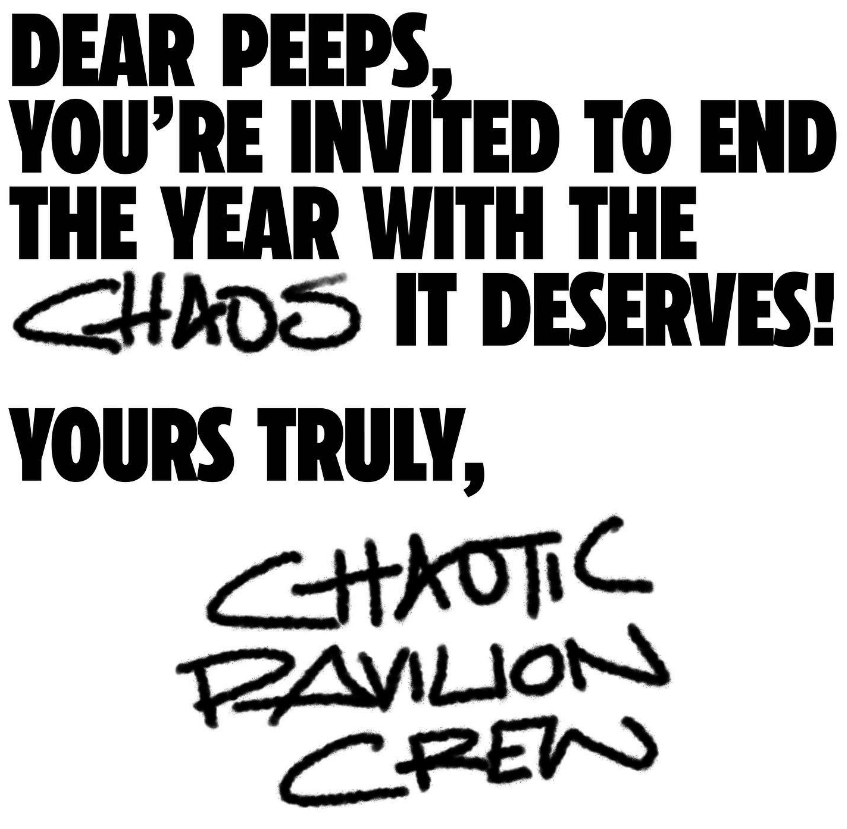 DEAR PEEPS,
YOU'RE INVITED TO END
THE YEAR WITH THE
CHAOS IT DESERVES!
YOURS TRULY,
CHAOTIC
PAVILION
CREW